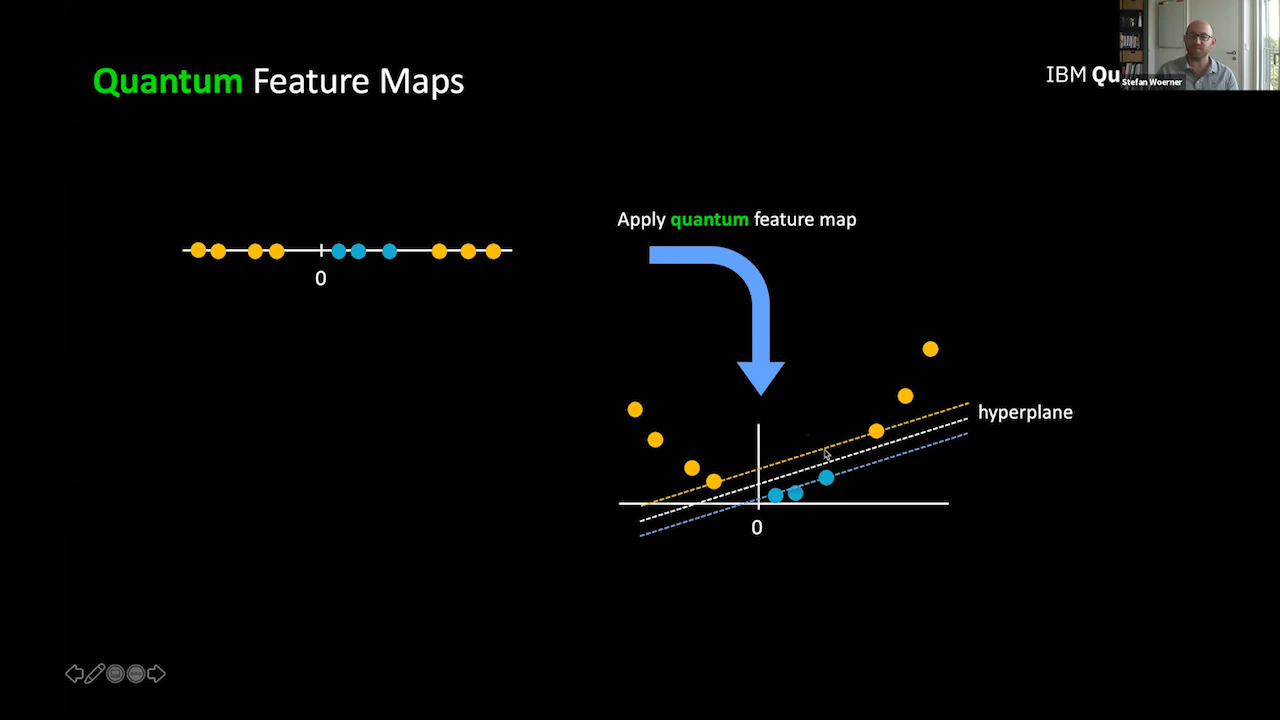 Quantum Feature Maps
IBM Qu
Stefan Woerner
Apply quantum feature map
0
hyperplane
0